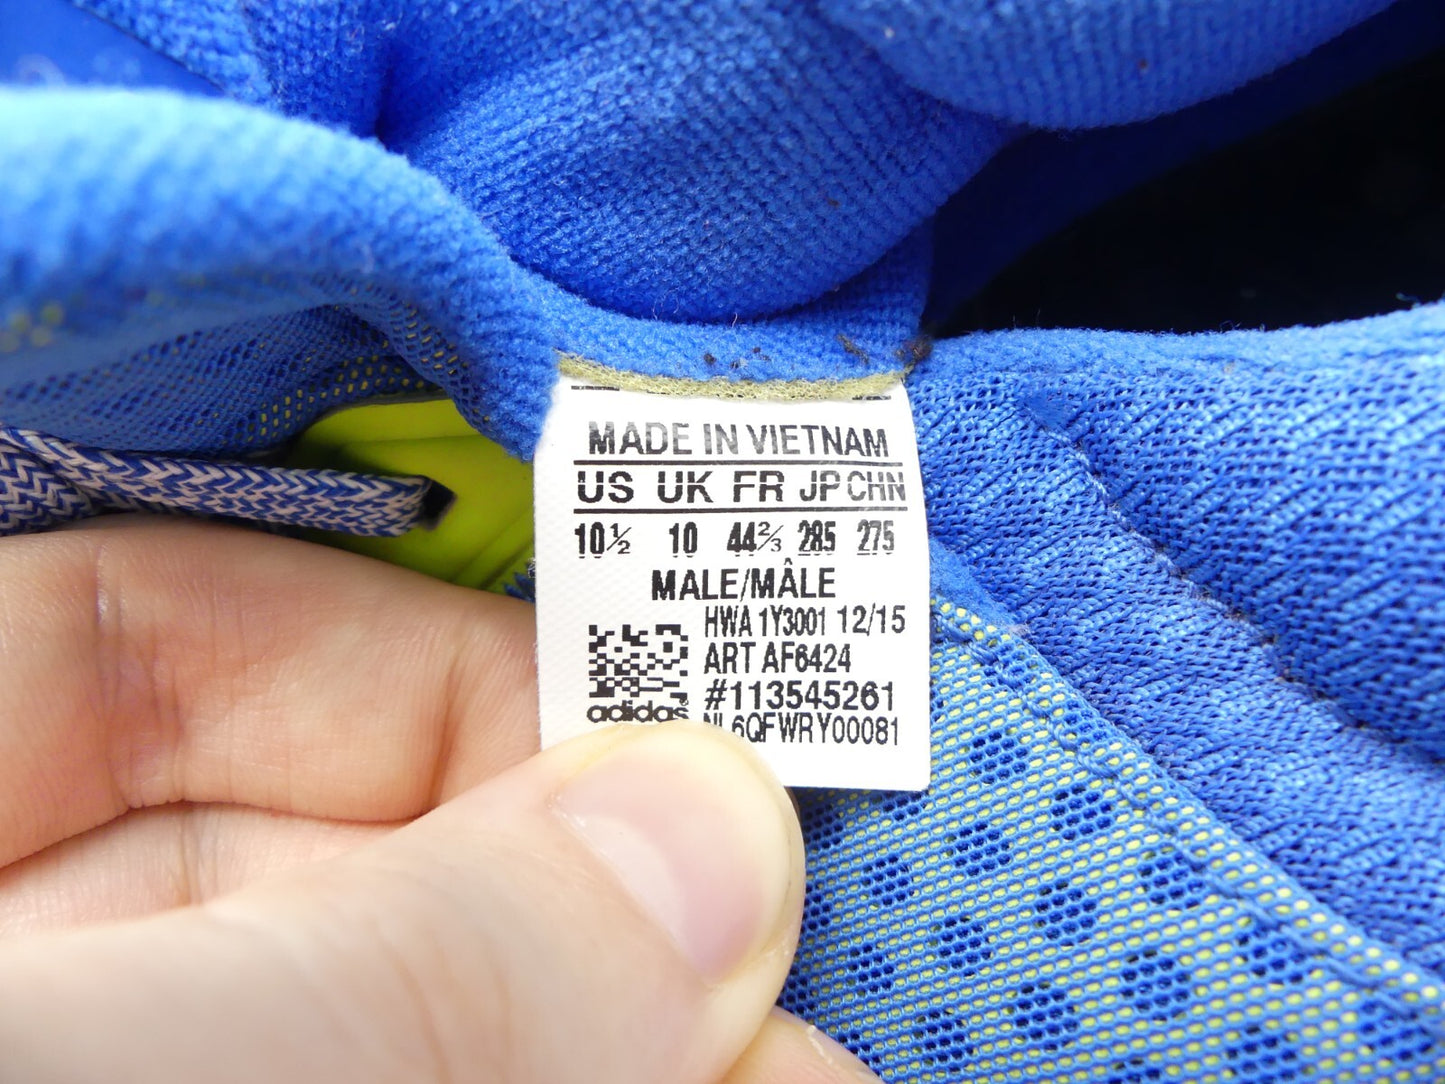 MADE IN VIETNAM
US UK FR JP CHN
10½ 10 44⅔ 285 275
MALE/MÂLE
HWA 1Y3001 12/15
ART AF6424
#113545261
adidas
NL6QFWRY00081